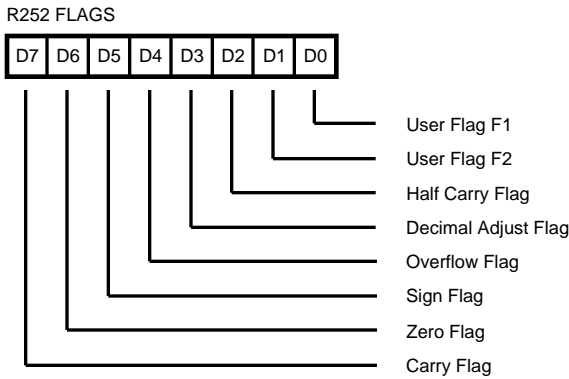 R252 FLAGS
D7 D6 D5 D4 D3 D2 D1 D0
User Flag F1
User Flag F2
Half Carry Flag
Decimal Adjust Flag
Overflow Flag
Sign Flag
Zero Flag
Carry Flag